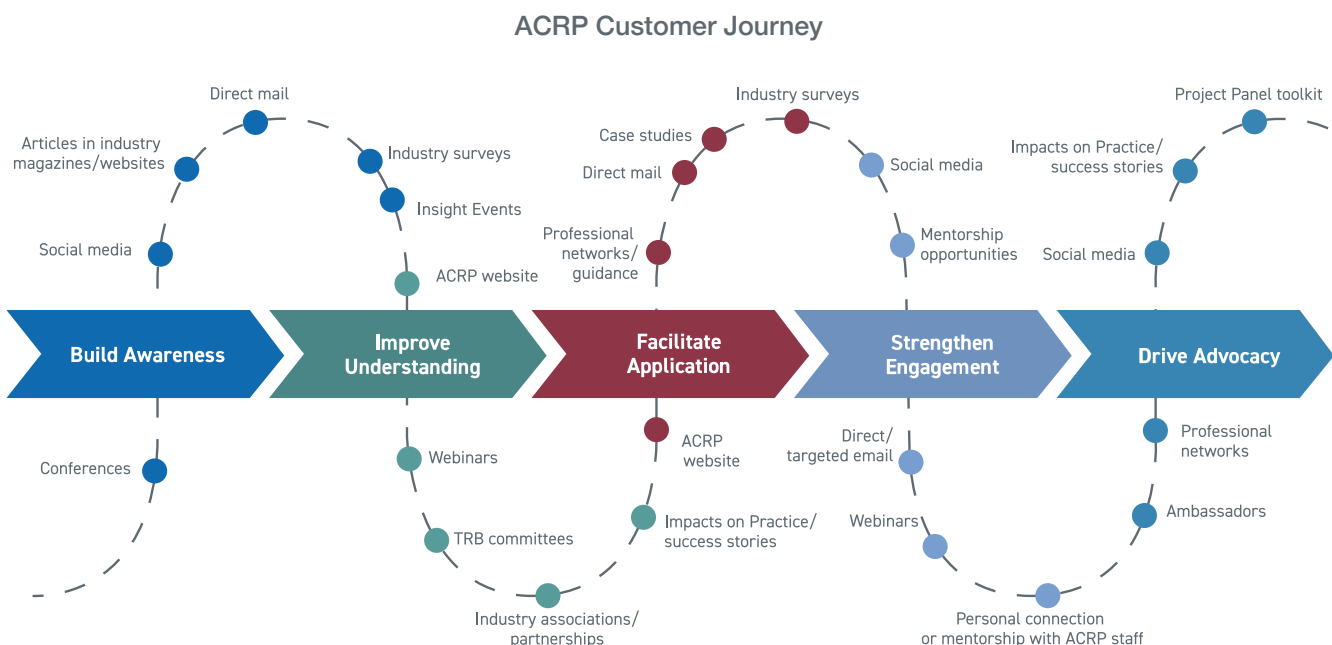 ACRP Customer Journey
Direct mail
Articles in industry
magazines/websites
Social media
Industry surveys
Insight Events
ACRP website
Industry surveys
Case studies
Direct mail
Professional
networks/
guidance
Social media
Mentorship
opportunities
Project Panel toolkit
Impacts on Practice/
success stories
Social media
Build Awareness
Improve
Understanding
Facilitate
Application
Strengthen
Engagement
Drive Advocacy
Conferences
Webinars
TRB committees
Industry associations/
partnerships
ACRP
website
Impacts on Practice/
success stories
Direct/
targeted email
Webinars
Personal connection
or mentorship with ACRP staff
Professional
networks
Ambassadors